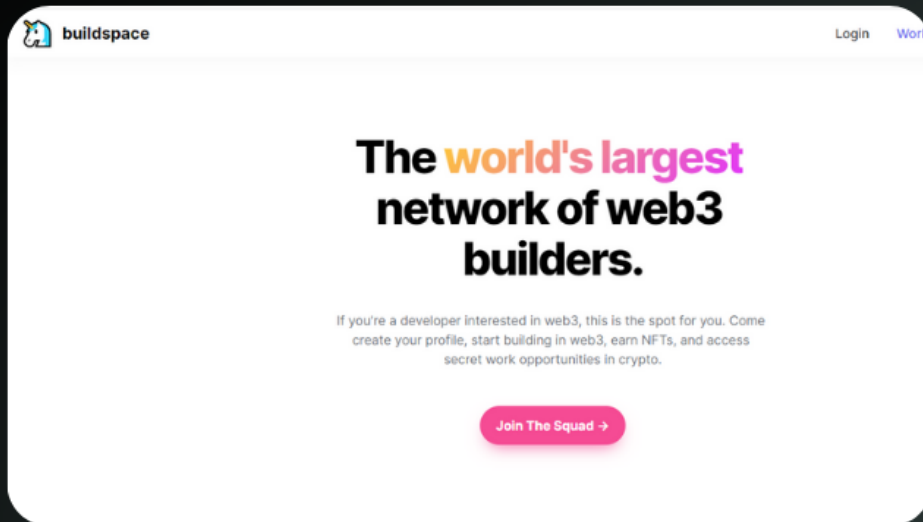 buildspace
Login
The world's largest
network of web3
builders.
If you're a developer interested in web3, this is the spot for you. Come
create your profile, start building in web3, earn NFTs, and access
secret work opportunities in crypto.
Join The Squad →